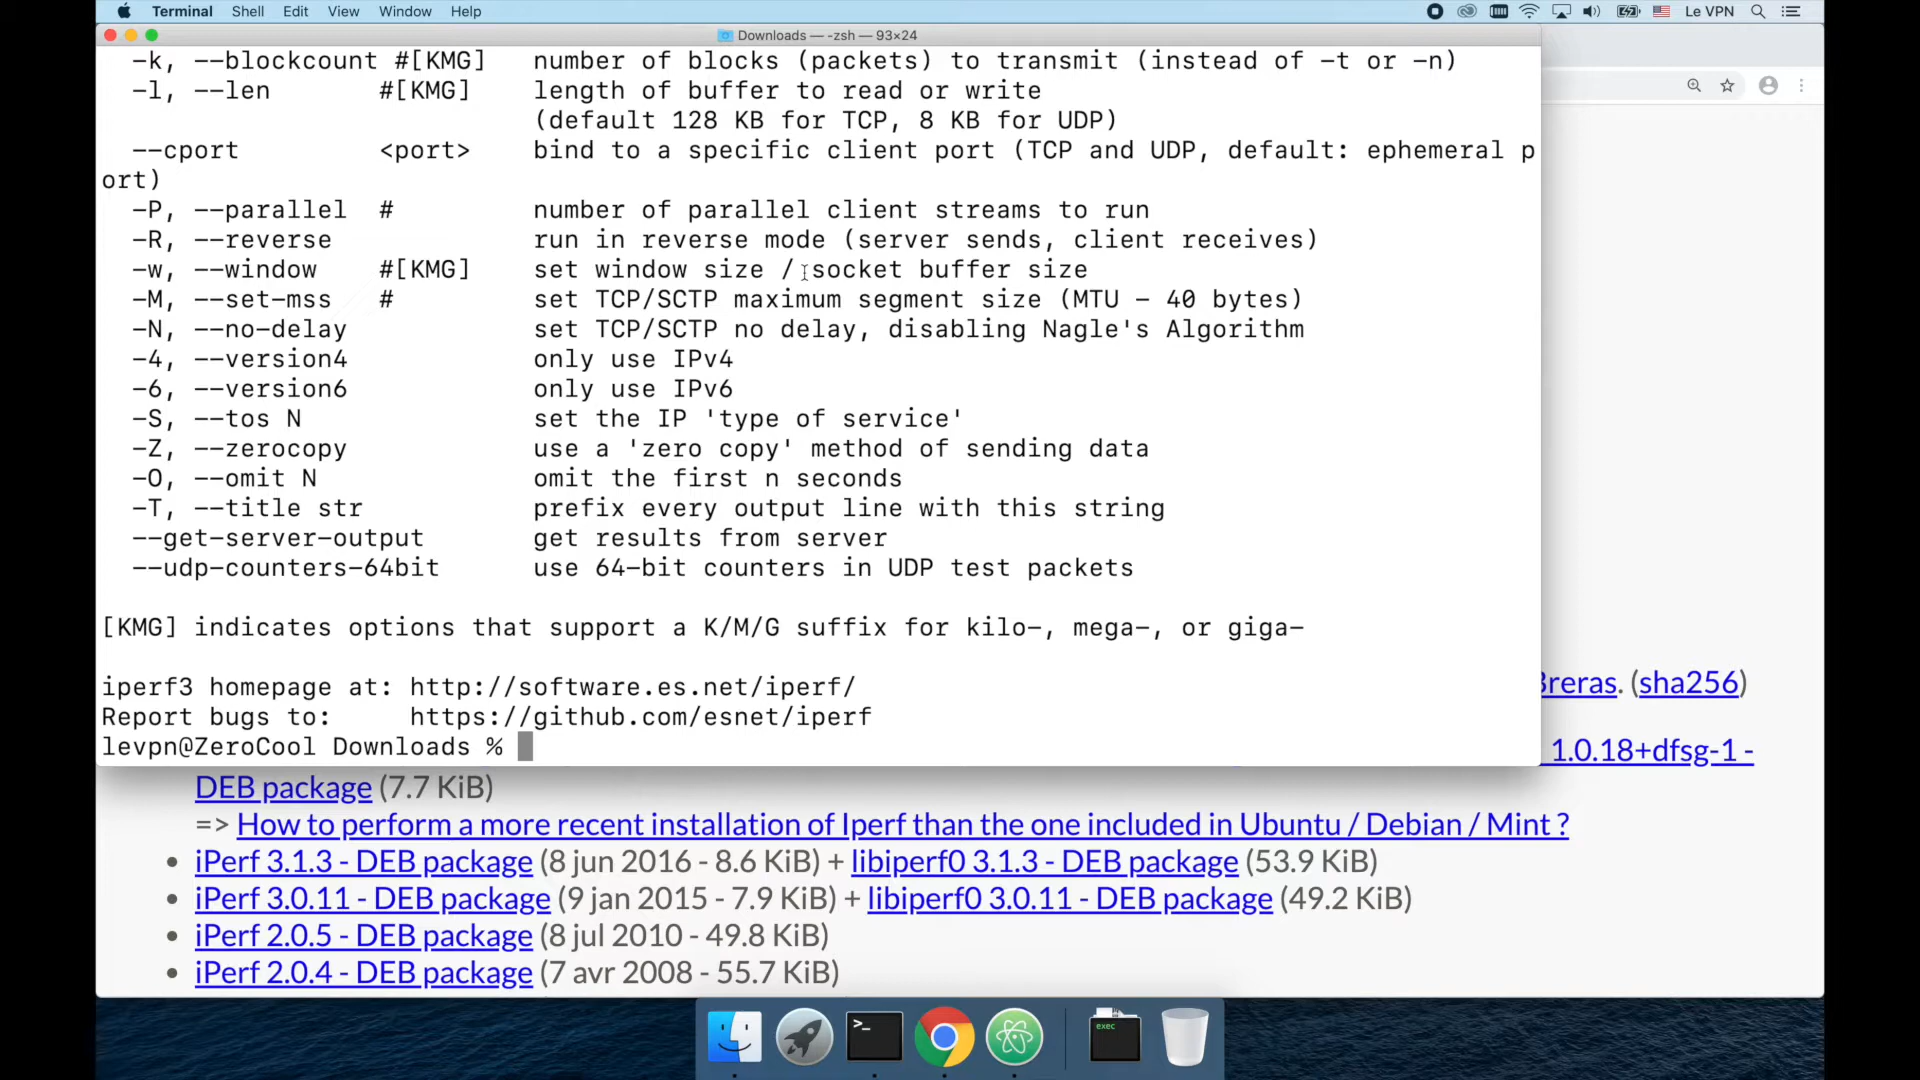 Terminal Shell Edit View Window Help Le VPN
Downloads — -zsh — 93×24
-k, --blockcount #[KMG] number of blocks (packets) to transmit (instead of -t or -n)
-l, --len #[KMG] length of buffer to read or write
(default 128 KB for TCP, 8 KB for UDP)
--cport <port> bind to a specific client port (TCP and UDP, default: ephemeral p
ort)
-P, --parallel # number of parallel client streams to run
-R, --reverse run in reverse mode (server sends, client receives)
-w, --window #[KMG] set window size / socket buffer size
-M, --set-mss # set TCP/SCTP maximum segment size (MTU - 40 bytes)
-N, --no-delay set TCP/SCTP no delay, disabling Nagle's Algorithm
-4, --version4 only use IPv4
-6, --version6 only use IPv6
-S, --tos N set the IP 'type of service'
-Z, --zerocopy use a 'zero copy' method of sending data
-O, --omit N omit the first n seconds
-T, --title str prefix every output line with this string
--get-server-output get results from server
--udp-counters-64bit use 64-bit counters in UDP test packets
[KMG] indicates options that support a K/M/G suffix for kilo-, mega-, or giga-
iperf3 homepage at: http://software.es.net/iperf/
Report bugs to: https://github.com/esnet/iperf
levpn@ZeroCool Downloads %
Breras. (sha256)
1.0.18+dfsg-1 -
DEB package (7.7 KiB)
=> How to perform a more recent installation of Iperf than the one included in Ubuntu / Debian / Mint ?
• iPerf 3.1.3 - DEB package (8 jun 2016 - 8.6 KiB) + libiperf0 3.1.3 - DEB package (53.9 KiB)
• iPerf 3.0.11 - DEB package (9 jan 2015 - 7.9 KiB) + libiperf0 3.0.11 - DEB package (49.2 KiB)
• iPerf 2.0.5 - DEB package (8 jul 2010 - 49.8 KiB)
• iPerf 2.0.4 - DEB package (7 avr 2008 - 55.7 KiB)
exec